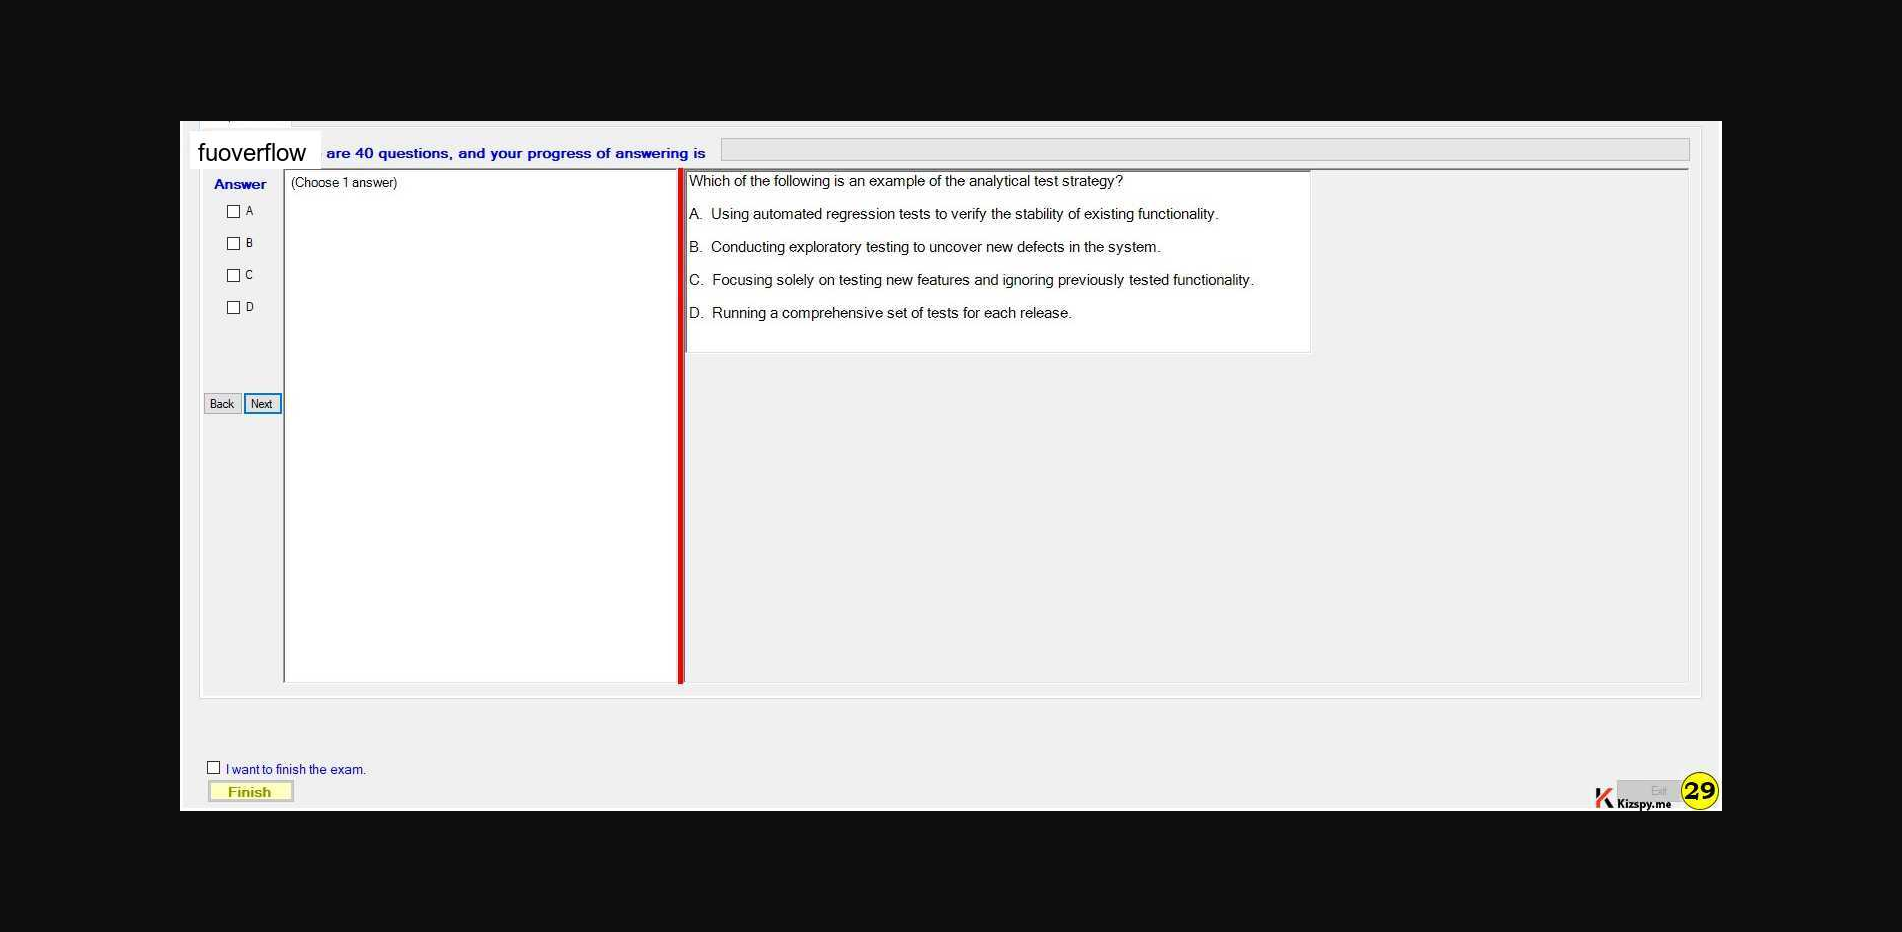 fuoverflow are 40 questions, and your progress of answering is
Answer
(Choose 1 answer)
A
B
C
D
Back Next
Which of the following is an example of the analytical test strategy?
A. Using automated regression tests to verify the stability of existing functionality.
B. Conducting exploratory testing to uncover new defects in the system.
C. Focusing solely on testing new features and ignoring previously tested functionality.
D. Running a comprehensive set of tests for each release.
I want to finish the exam.
Finish
Exit
Kizspy.me
29